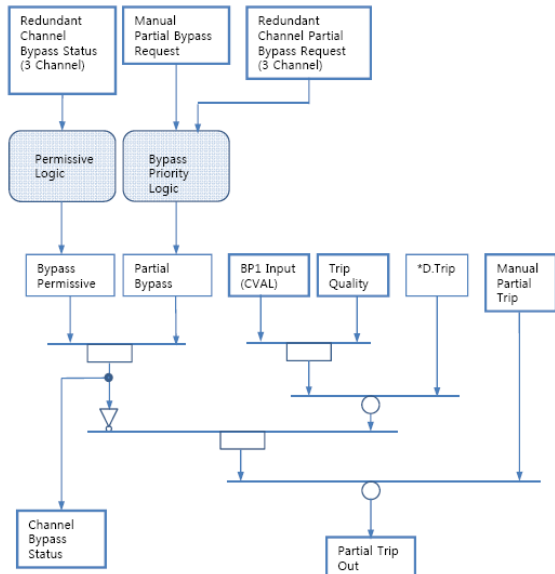 Redundant
Channel
Bypass Status
(3 Channel)
Manual
Partial Bypass
Request
Redundant
Channel Partial
Bypass Request
(3 Channel)
Permissive
Logic
Bypass
Priority
Logic
Bypass
Permissive
Partial
Bypass
BP1 Input
(CVAL)
Trip
Quality
*D.Trip
Manual
Partial
Trip
Channel
Bypass
Status
Partial Trip
Out